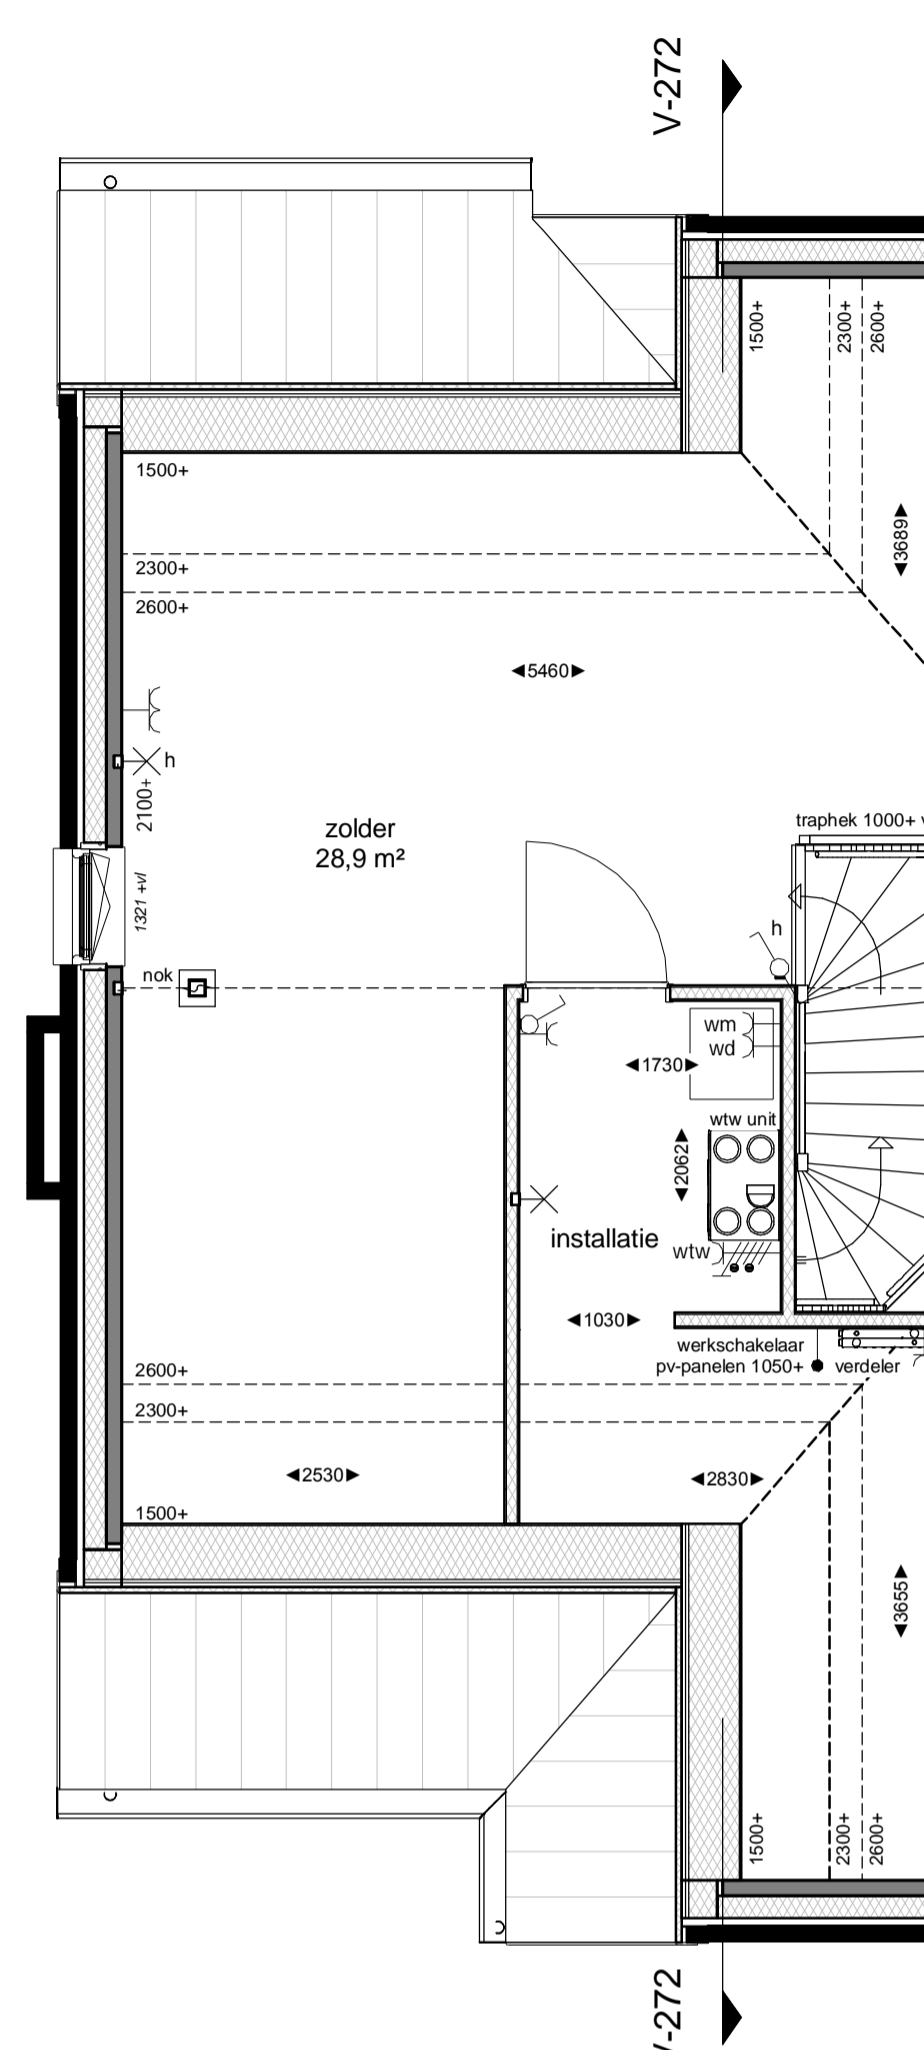 V-272
1500+
2300+
2600+
1500+
2300+
2600+
3689
5460
h
2100+
zolder
28,9 m²
traphek 1000+ v
1321 +vl
h
nok
wm
wd
1730
wtw unit
2062
installatie
wtw
1030
werkschakelaar
pv-panelen 1050+
verdeler
2600+
2300+
2530
2830
1500+
3655
1500+
2300+
2600+
V-272